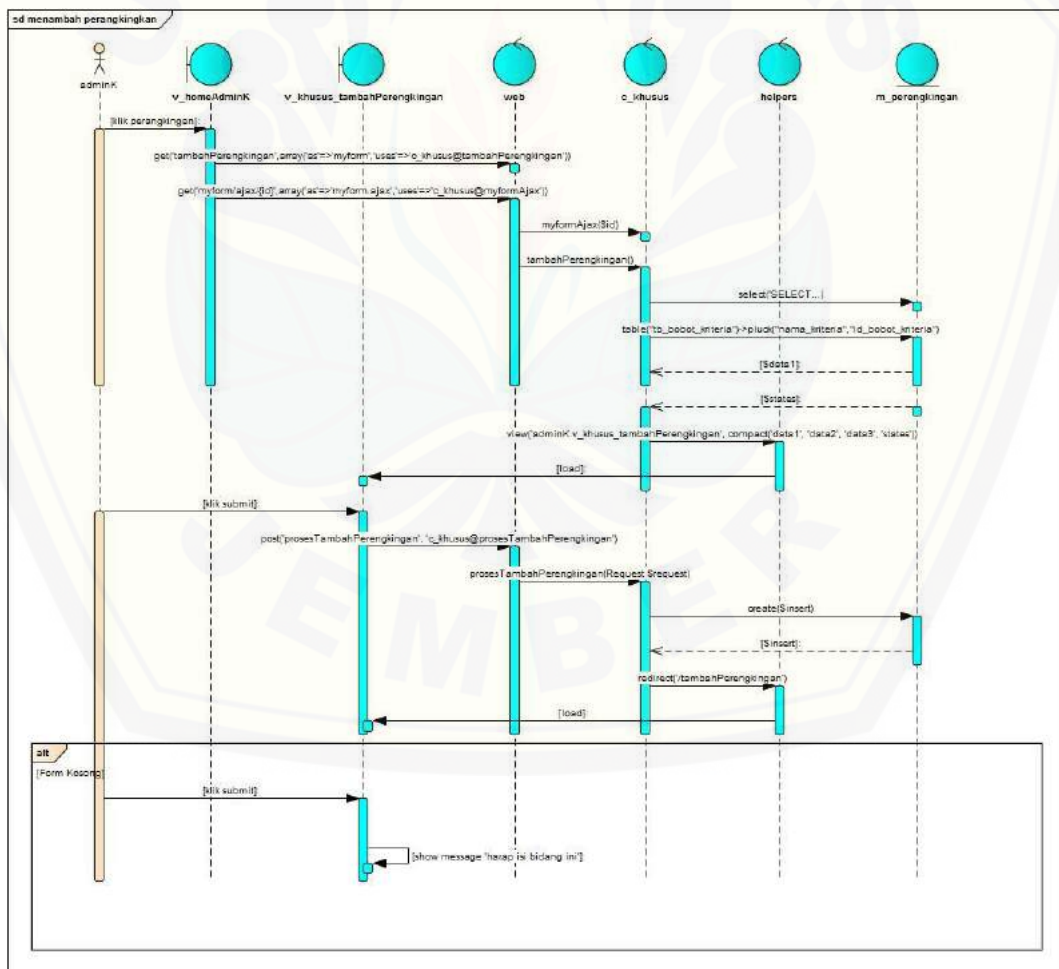 sd menambah perangkingkan
adminK
v_homeAdminK
v_khusus_tambahPerengkingan
web
c_khusus
helpers
m_perengkingan
[klik perangkingan]:
get('tambahPerengkingan',array('as'=>'myform','uses'=>'c_khusus@tambahPerengkingan'))
get('myform/ajax/{id}',array('as'=>'myform.ajax','uses'=>'c_khusus@myformAjax'))
myformAjax($id)
tambahPerengkingan()
select('SELECT...)
table("tb_bobot_kriteria")->pluck("nama_kriteria","id_bobot_kriteria")
[$data1]:
[$states]:
view('adminK.v_khusus_tambahPerengkingan', compact('data1', 'data2', 'data3', 'states'))
[load]:
[klik submit]:
post('prosesTambahPerengkingan', 'c_khusus@prosesTambahPerengkingan')
prosesTambahPerengkingan(Request $request)
create($insert)
[$insert]:
redirect('/tambahPerengkingan')
[load]:
alt
[Form Kosong]
[klik submit]:
[show message 'harap isi bidang ini']:
JEMBER